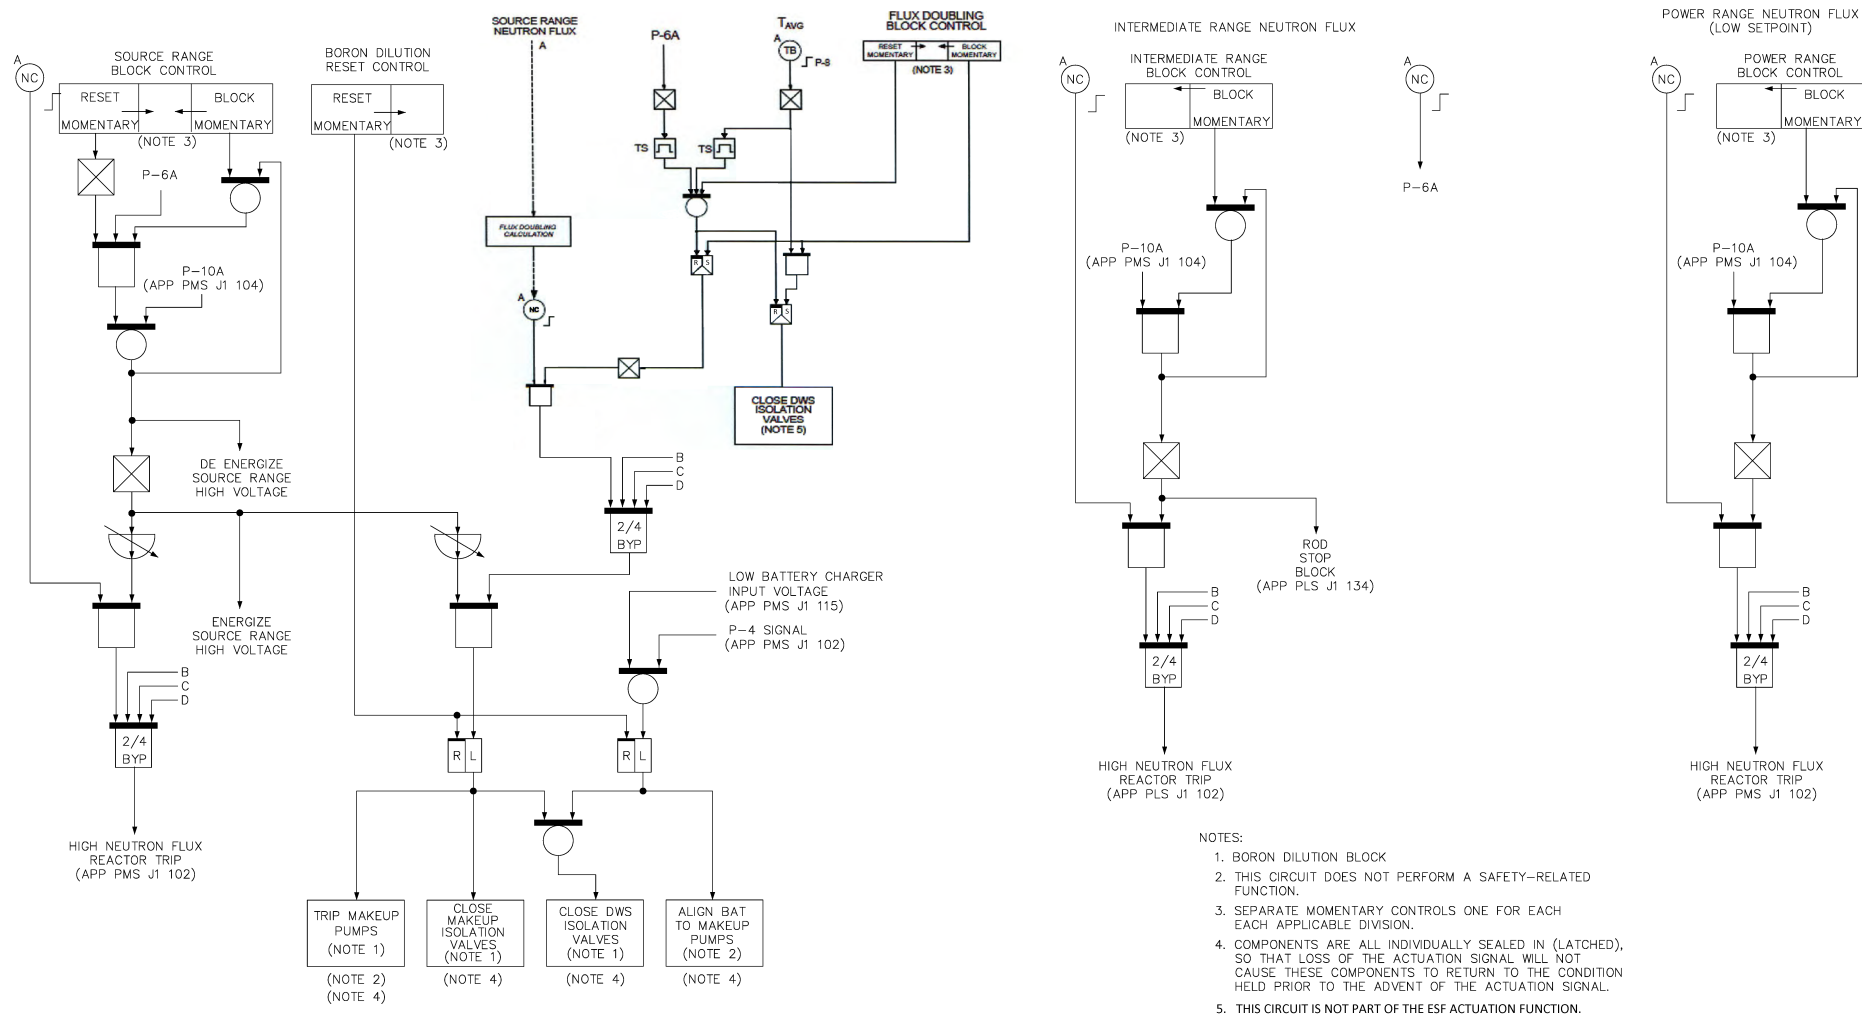 A
NC
SOURCE RANGE
BLOCK CONTROL
RESET
BLOCK
MOMENTARY
MOMENTARY
(NOTE 3)
P-6A
P-10A
(APP PMS J1 104)
DE ENERGIZE
SOURCE RANGE
HIGH VOLTAGE
ENERGIZE
SOURCE RANGE
HIGH VOLTAGE
B
C
D
2/4
BYP
HIGH NEUTRON FLUX
REACTOR TRIP
(APP PMS J1 102)
BORON DILUTION
RESET CONTROL
RESET
MOMENTARY
(NOTE 3)
SOURCE RANGE
NEUTRON FLUX
A
P-6A
TAVG
A
TB
P-8
FLUX DOUBLING
BLOCK CONTROL
RESET
MOMENTARY
BLOCK
MOMENTARY
(NOTE 3)
TS
TS
FLUX DOUBLING
CALCULATION
R S
R S
A
NC
CLOSE DWS
ISOLATION
VALVES
(NOTE 5)
B
C
D
2/4
BYP
LOW BATTERY CHARGER
INPUT VOLTAGE
(APP PMS J1 115)
P-4 SIGNAL
(APP PMS J1 102)
R L
R L
TRIP MAKEUP
PUMPS
(NOTE 1)
(NOTE 2)
(NOTE 4)
CLOSE
MAKEUP
ISOLATION
VALVES
(NOTE 1)
(NOTE 4)
CLOSE DWS
ISOLATION
VALVES
(NOTE 1)
(NOTE 4)
ALIGN BAT
TO MAKEUP
PUMPS
(NOTE 2)
(NOTE 4)
INTERMEDIATE RANGE NEUTRON FLUX
A
NC
INTERMEDIATE RANGE
BLOCK CONTROL
BLOCK
MOMENTARY
(NOTE 3)
A
NC
P-6A
P-10A
(APP PMS J1 104)
ROD
STOP
BLOCK
(APP PLS J1 134)
B
C
D
2/4
BYP
HIGH NEUTRON FLUX
REACTOR TRIP
(APP PLS J1 102)
POWER RANGE NEUTRON FLUX
(LOW SETPOINT)
A
NC
POWER RANGE
BLOCK CONTROL
BLOCK
MOMENTARY
(NOTE 3)
P-10A
(APP PMS J1 104)
B
C
D
2/4
BYP
HIGH NEUTRON FLUX
REACTOR TRIP
(APP PMS J1 102)
NOTES:
1. BORON DILUTION BLOCK
2. THIS CIRCUIT DOES NOT PERFORM A SAFETY-RELATED
FUNCTION.
3. SEPARATE MOMENTARY CONTROLS ONE FOR EACH
EACH APPLICABLE DIVISION.
4. COMPONENTS ARE ALL INDIVIDUALLY SEALED IN (LATCHED),
SO THAT LOSS OF THE ACTUATION SIGNAL WILL NOT
CAUSE THESE COMPONENTS TO RETURN TO THE CONDITION
HELD PRIOR TO THE ADVENT OF THE ACTUATION SIGNAL.
5. THIS CIRCUIT IS NOT PART OF THE ESF ACTUATION FUNCTION.